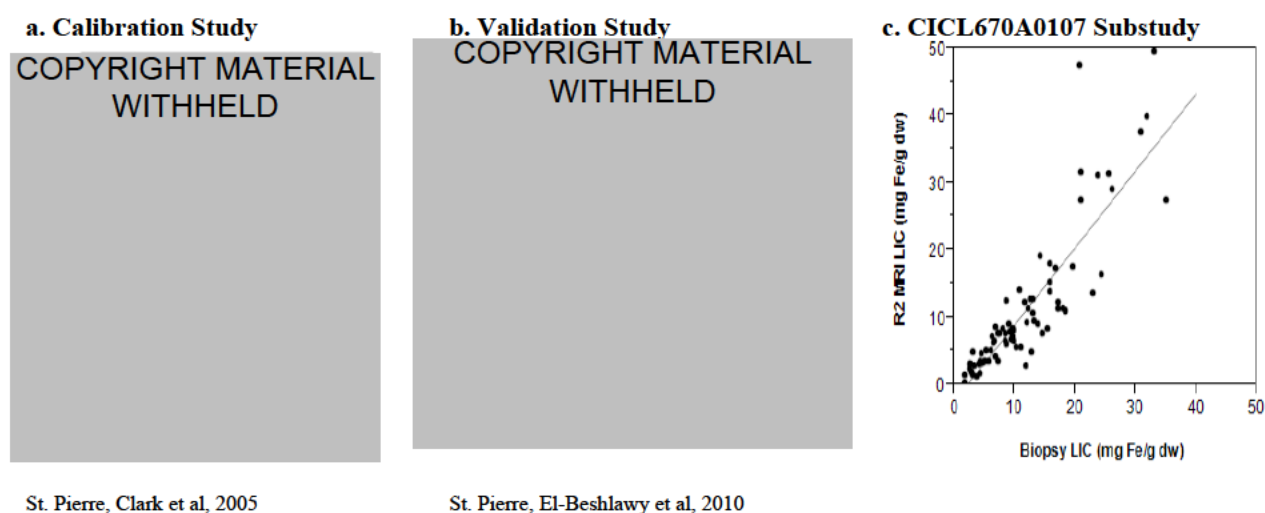 a. Calibration Study
COPYRIGHT MATERIAL
WITHHELD
St. Pierre, Clark et al, 2005
b. Validation Study
COPYRIGHT MATERIAL
WITHHELD
St. Pierre, El-Beshlawy et al, 2010
c. CICL670A0107 Substudy
R2 MRI LIC (mg Fe/g dw)
50
40
30
20
10
0
0 10 20 30 40 50
Biopsy LIC (mg Fe/g dw)